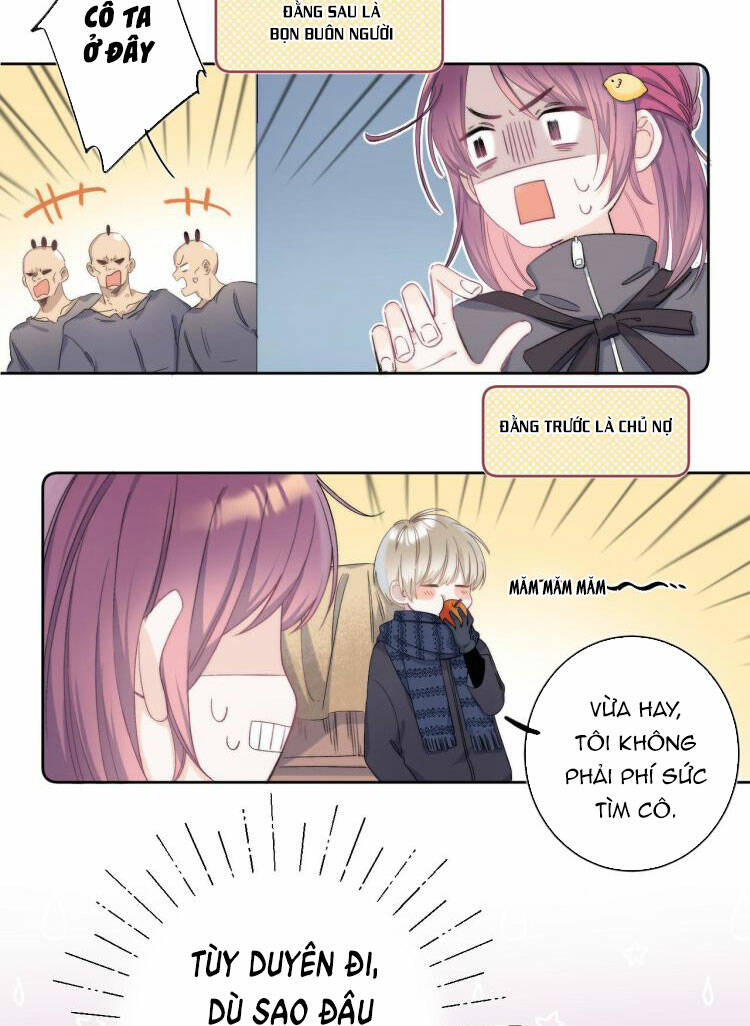 CÔ TA
Ở ĐÂY
ĐẰNG SAU LÀ
BỌN BUÔN NGƯỜI
ĐẰNG TRƯỚC LÀ CHỦ NỢ
MĂM MĂM MĂM
VỪA HAY,
TÔI KHÔNG
PHẢI PHÍ SỨC
TÌM CÔ.
TÙY DUYÊN ĐI,
DÙ SAO ĐÂU